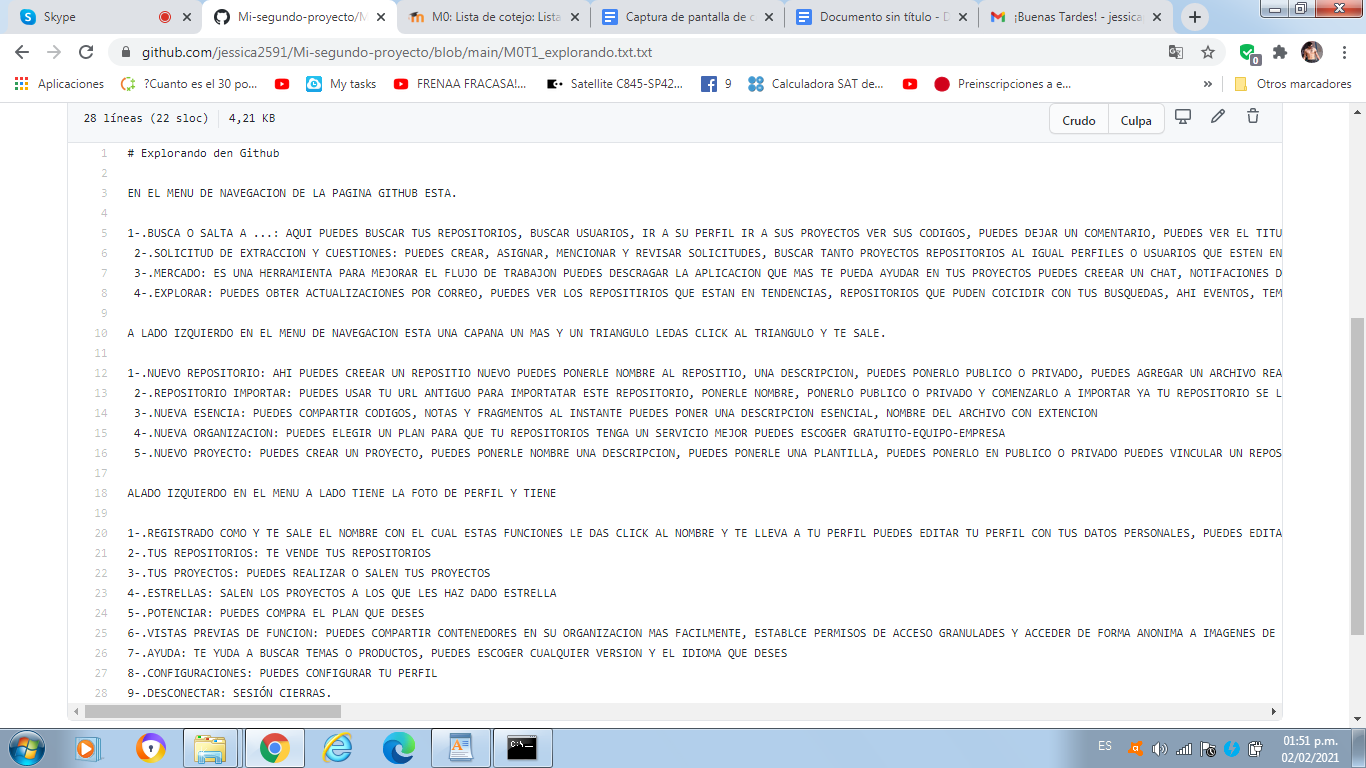 Skype
Mi-segundo-proyecto/M
M0: Lista de cotejo: Lista
Captura de pantalla de c
Documento sin título - D
¡Buenas Tardes! - jessica
github.com/jessica2591/Mi-segundo-proyecto/blob/main/M0T1_explorando.txt.txt
0
Aplicaciones
?Cuanto es el 30 po...
My tasks
FRENAA FRACASA!...
Satellite C845-SP42...
9
Calculadora SAT de...
Preinscripciones a e...
»
Otros marcadores
28 líneas (22 sloc)
4,21 KB
Crudo
Culpa
1 # Explorando den Github
2
3 EN EL MENU DE NAVEGACION DE LA PAGINA GITHUB ESTA.
4
5 1-.BUSCA O SALTA A ...: AQUI PUEDES BUSCAR TUS REPOSITORIOS, BUSCAR USUARIOS, IR A SU PERFIL IR A SUS PROYECTOS VER SUS CODIGOS, PUEDES DEJAR UN COMENTARIO, PUEDES VER EL TITU
6 2-.SOLICITUD DE EXTRACCION Y CUESTIONES: PUEDES CREAR, ASIGNAR, MENCIONAR Y REVISAR SOLICITUDES, BUSCAR TANTO PROYECTOS REPOSITORIOS AL IGUAL PERFILES O USUARIOS QUE ESTEN EN
7 3-.MERCADO: ES UNA HERRAMIENTA PARA MEJORAR EL FLUJO DE TRABAJON PUEDES DESCRAGAR LA APLICACION QUE MAS TE PUEDA AYUDAR EN TUS PROYECTOS PUEDES CREEAR UN CHAT, NOTIFACIONES D
8 4-.EXPLORAR: PUEDES OBTER ACTUALIZACIONES POR CORREO, PUEDES VER LOS REPOSITIRIOS QUE ESTAN EN TENDENCIAS, REPOSITORIOS QUE PUDEN COICIDIR CON TUS BUSQUEDAS, AHI EVENTOS, TEM
9
10 A LADO IZQUIERDO EN EL MENU DE NAVEGACION ESTA UNA CAPANA UN MAS Y UN TRIANGULO LEDAS CLICK AL TRIANGULO Y TE SALE.
11
12 1-.NUEVO REPOSITORIO: AHI PUEDES CREEAR UN REPOSITIO NUEVO PUEDES PONERLE NOMBRE AL REPOSITIO, UNA DESCRIPCION, PUEDES PONERLO PUBLICO O PRIVADO, PUEDES AGREGAR UN ARCHIVO REA
13 2-.REPOSITORIO IMPORTAR: PUEDES USAR TU URL ANTIGUO PARA IMPORTATAR ESTE REPOSITORIO, PONERLE NOMBRE, PONERLO PUBLICO O PRIVADO Y COMENZARLO A IMPORTAR YA TU REPOSITORIO SE L
14 3-.NUEVA ESENCIA: PUEDES COMPARTIR CODIGOS, NOTAS Y FRAGMENTOS AL INSTANTE PUEDES PONER UNA DESCRIPCION ESENCIAL, NOMBRE DEL ARCHIVO CON EXTENCION
15 4-.NUEVA ORGANIZACION: PUEDES ELEGIR UN PLAN PARA QUE TU REPOSITORIOS TENGA UN SERVICIO MEJOR PUEDES ESCOGER GRATUITO-EQUIPO-EMPRESA
16 5-.NUEVO PROYECTO: PUEDES CREAR UN PROYECTO, PUEDES PONERLE NOMBRE UNA DESCRIPCION, PUEDES PONERLE UNA PLANTILLA, PUEDES PONERLO EN PUBLICO O PRIVADO PUEDES VINCULAR UN REPOS
17
18 ALADO IZQUIERDO EN EL MENU A LADO TIENE LA FOTO DE PERFIL Y TIENE
19
20 1-.REGISTRADO COMO Y TE SALE EL NOMBRE CON EL CUAL ESTAS FUNCIONES LE DAS CLICK AL NOMBRE Y TE LLEVA A TU PERFIL PUEDES EDITAR TU PERFIL CON TUS DATOS PERSONALES, PUEDES EDITA
21 2-.TUS REPOSITORIOS: TE VENDE TUS REPOSITORIOS
22 3-.TUS PROYECTOS: PUEDES REALIZAR O SALEN TUS PROYECTOS
23 4-.ESTRELLAS: SALEN LOS PROYECTOS A LOS QUE LES HAZ DADO ESTRELLA
24 5-.POTENCIAR: PUEDES COMPRA EL PLAN QUE DESES
25 6-.VISTAS PREVIAS DE FUNCION: PUEDES COMPARTIR CONTENEDORES EN SU ORGANIZACION MAS FACILMENTE, ESTABLCE PERMISOS DE ACCESO GRANULADES Y ACCEDER DE FORMA ANONIMA A IMAGENES DE
26 7-.AYUDA: TE YUDA A BUSCAR TEMAS O PRODUCTOS, PUEDES ESCOGER CUALQUIER VERSION Y EL IDIOMA QUE DESES
27 8-.CONFIGURACIONES: PUEDES CONFIGURAR TU PERFIL
28 9-.DESCONECTAR: SESIÓN CIERRAS.
ES
01:51 p.m.
02/02/2021